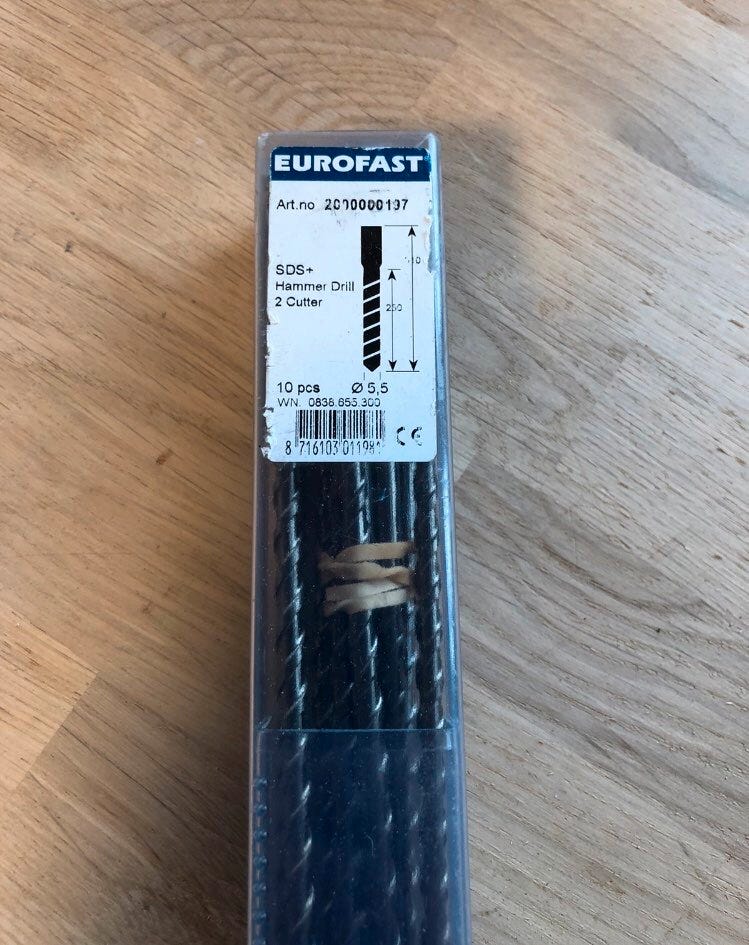 EUROFAST
Art.no 2000000197
SDS+
Hammer Drill
2 Cutter
250
10 pcs Ø 5,5
WN. 0838.655.300
8 716103 011981
CE